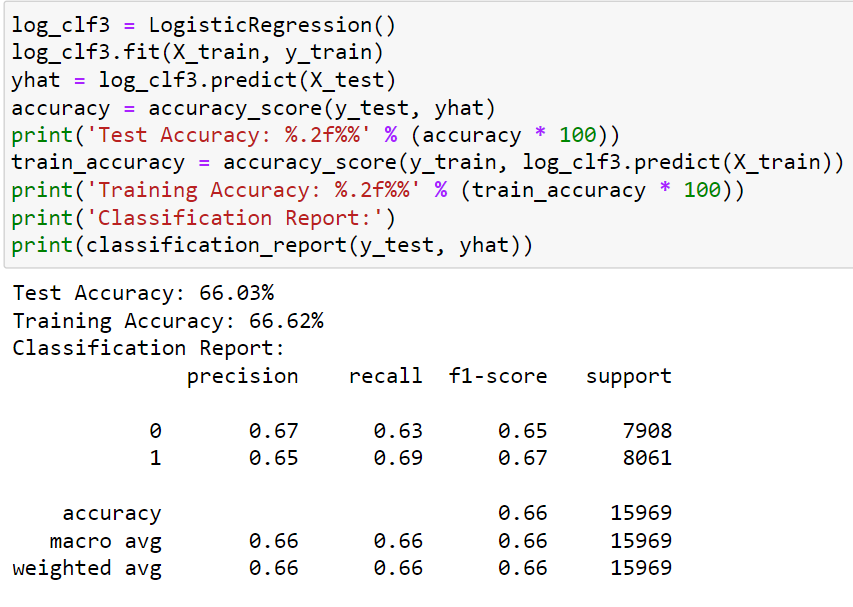 log_clf3 = LogisticRegression()
log_clf3.fit(X_train, y_train)
yhat = log_clf3.predict(X_test)
accuracy = accuracy_score(y_test, yhat)
print('Test Accuracy: %.2f%%' % (accuracy * 100))
train_accuracy = accuracy_score(y_train, log_clf3.predict(X_train))
print('Training Accuracy: %.2f%%' % (train_accuracy * 100))
print('Classification Report:')
print(classification_report(y_test, yhat))
Test Accuracy: 66.03%
Training Accuracy: 66.62%
Classification Report:
precision recall f1-score support
0 0.67 0.63 0.65 7908
1 0.65 0.69 0.67 8061
accuracy 0.66 15969
macro avg 0.66 0.66 0.66 15969
weighted avg 0.66 0.66 0.66 15969